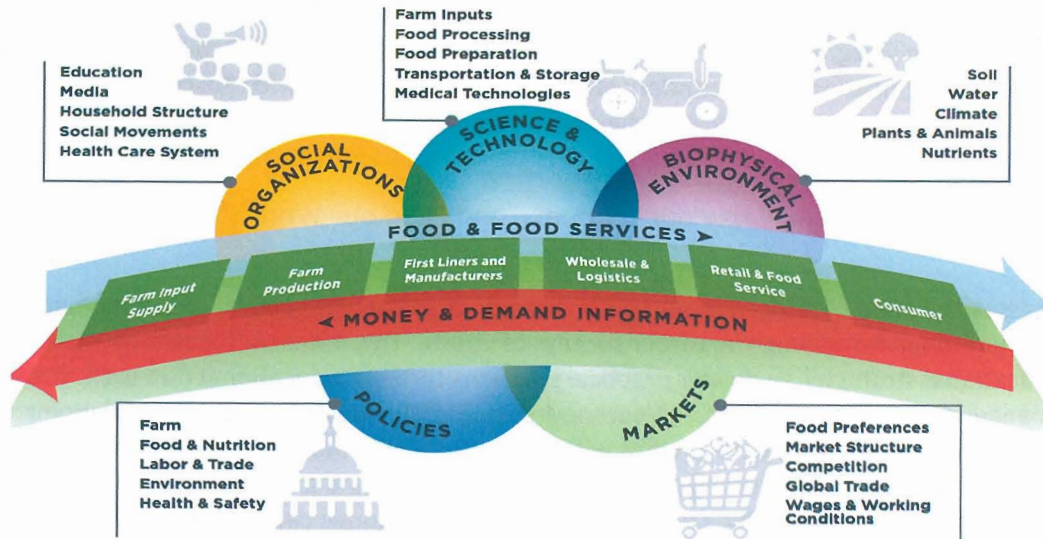 Education
Media
Household Structure
Social Movements
Health Care System
Farm Inputs
Food Processing
Food Preparation
Transportation & Storage
Medical Technologies
Soil
Water
Climate
Plants & Animals
Nutrients
SOCIAL
ORGANIZATIONS
SCIENCE &
TECHNOLOGY
BIOPHYSICAL
ENVIRONMENT
FOOD & FOOD SERVICES ➤
Farm Input
Supply
Farm
Production
First Liners and
Manufacturers
Wholesale &
Logistics
Retail & Food
Service
Consumer
◄ MONEY & DEMAND INFORMATION
POLICIES
MARKETS
Farm
Food & Nutrition
Labor & Trade
Environment
Health & Safety
Food Preferences
Market Structure
Competition
Global Trade
Wages & Working
Conditions